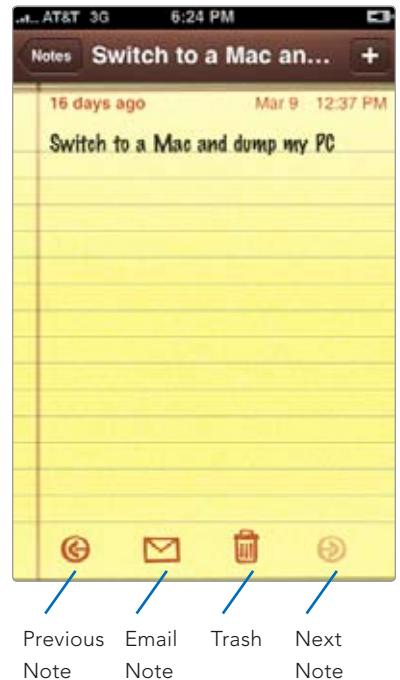 AT&T 3G 6:24 PM
Notes Switch to a Mac an... +
16 days ago Mar 9 12:37 PM
Switch to a Mac and dump my PC
Previous Note
Email Note
Trash
Next Note